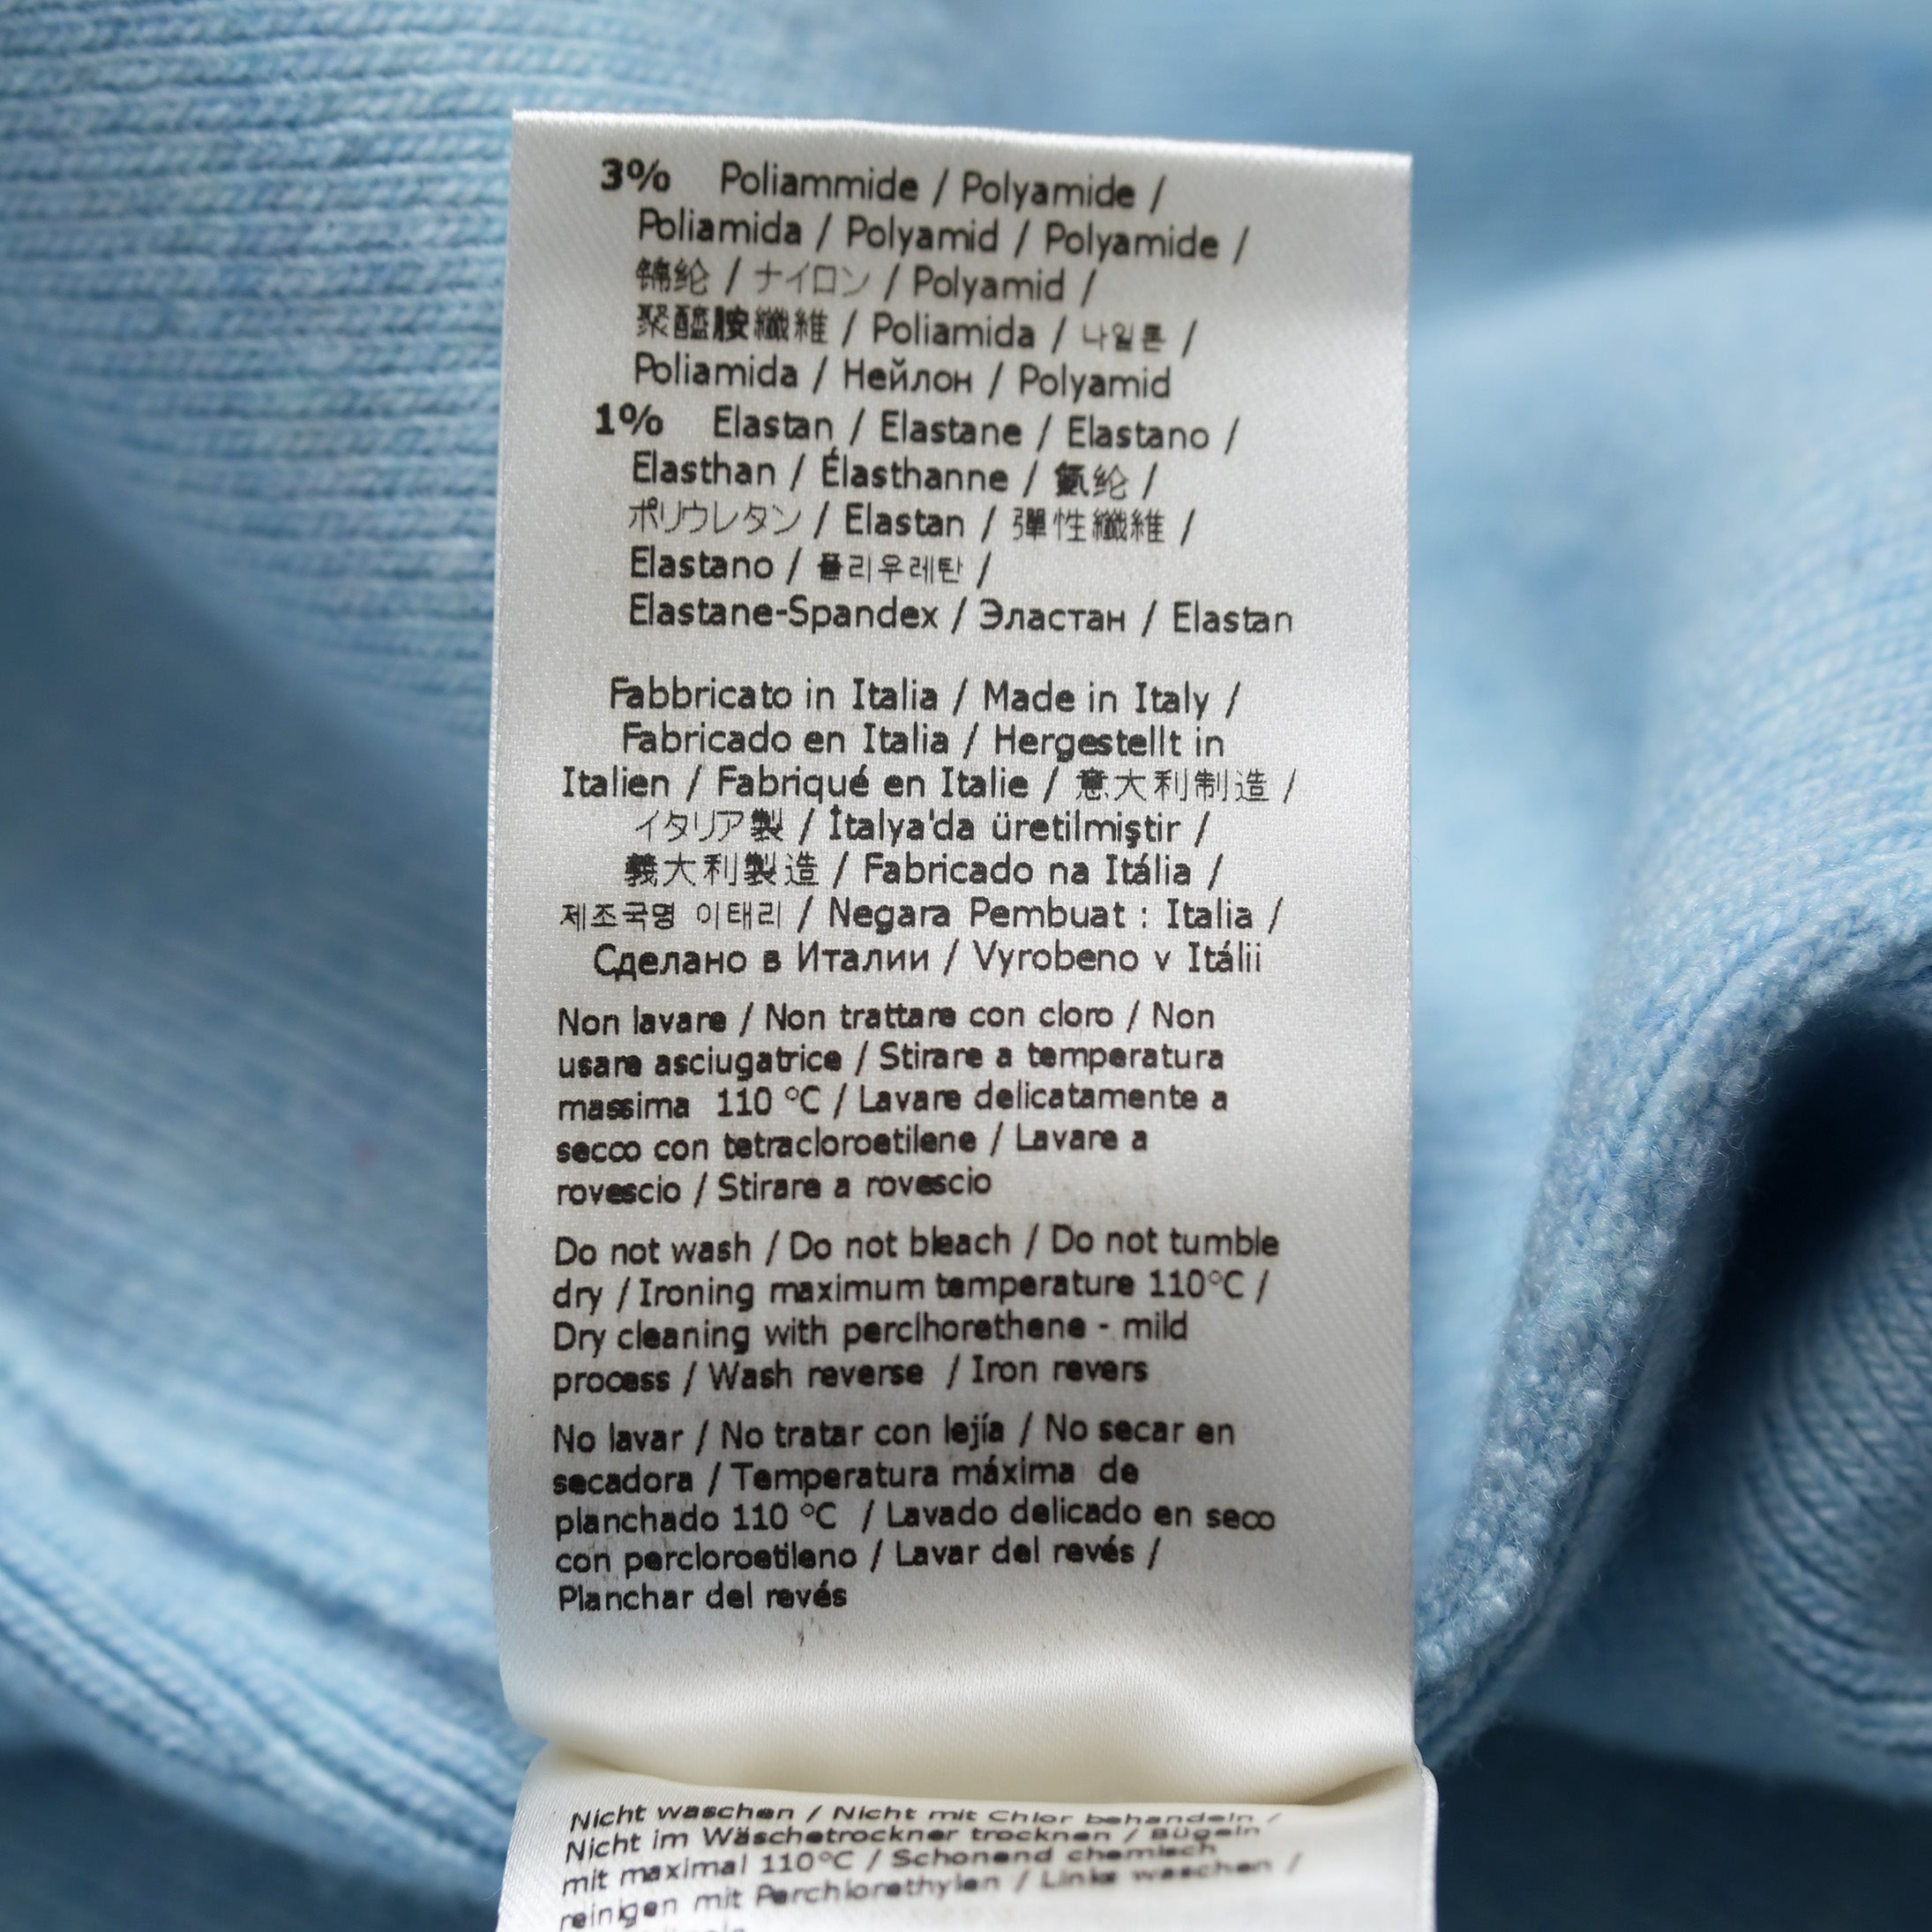 3% Poliammide / Polyamide /
Poliamida / Polyamid / Polyamide /
锦纶 / ナイロン / Polyamid /
聚醯胺纖維 / Poliamida / 나일론 /
Poliamida / Нейлон / Polyamid
1% Elastan / Elastane / Elastano /
Elasthan / Élasthanne / 氨纶 /
ポリウレタン / Elastan / 彈性纖維 /
Elastano / 폴리우레탄 /
Elastane-Spandex / Эластан / Elastan
Fabbricato in Italia / Made in Italy /
Fabricado en Italia / Hergestellt in
Italien / Fabriqué en Italie / 意大利制造 /
イタリア製 / İtalya'da üretilmiştir /
義大利製造 / Fabricado na Itália /
제조국명 이태리 / Negara Pembuat : Italia /
Сделано в Италии / Vyrobeno v Itálii
Non lavare / Non trattare con cloro / Non
usare asciugatrice / Stirare a temperatura
massima 110 °C / Lavare delicatamente a
secco con tetracloroetilene / Lavare a
rovescio / Stirare a rovescio
Do not wash / Do not bleach / Do not tumble
dry / Ironing maximum temperature 110°C /
Dry cleaning with perclhorethene - mild
process / Wash reverse / Iron revers
No lavar / No tratar con lejía / No secar en
secadora / Temperatura máxima de
planchado 110 °C / Lavado delicado en seco
con percloroetileno / Lavar del revés /
Planchar del revés
Nicht waschen / Nicht mit Chlor behandeln /
Nicht im Wäschetrockner trocknen / Bügeln
mit maximal 110°C / Schonend chemisch
reinigen mit Perchlorethylen / Links waschen /